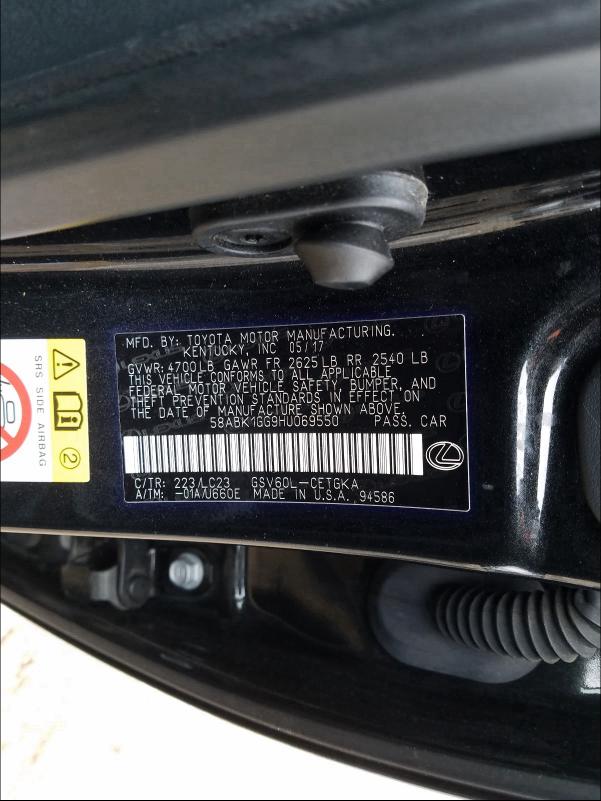 MFD. BY: TOYOTA MOTOR MANUFACTURING.
KENTUCKY, INC 05/17
GVWR: 4700LB GAWR FR 2625LB RR 2540 LB
THIS VEHICLE CONFORMS TO ALL APPLICABLE
FEDERAL MOTOR VEHICLE SAFETY, BUMPER, AND
THEFT PREVENTION STANDARDS IN EFFECT ON
THE DATE OF MANUFACTURE SHOWN ABOVE.
58ABK1GG9HU069550 PASS. CAR
C/TR: 223/LC23 GSV60L-CETGKA
A/TM: -01A/U660E MADE IN U.S.A. 94586
SRS SIDE AIRBAG
2